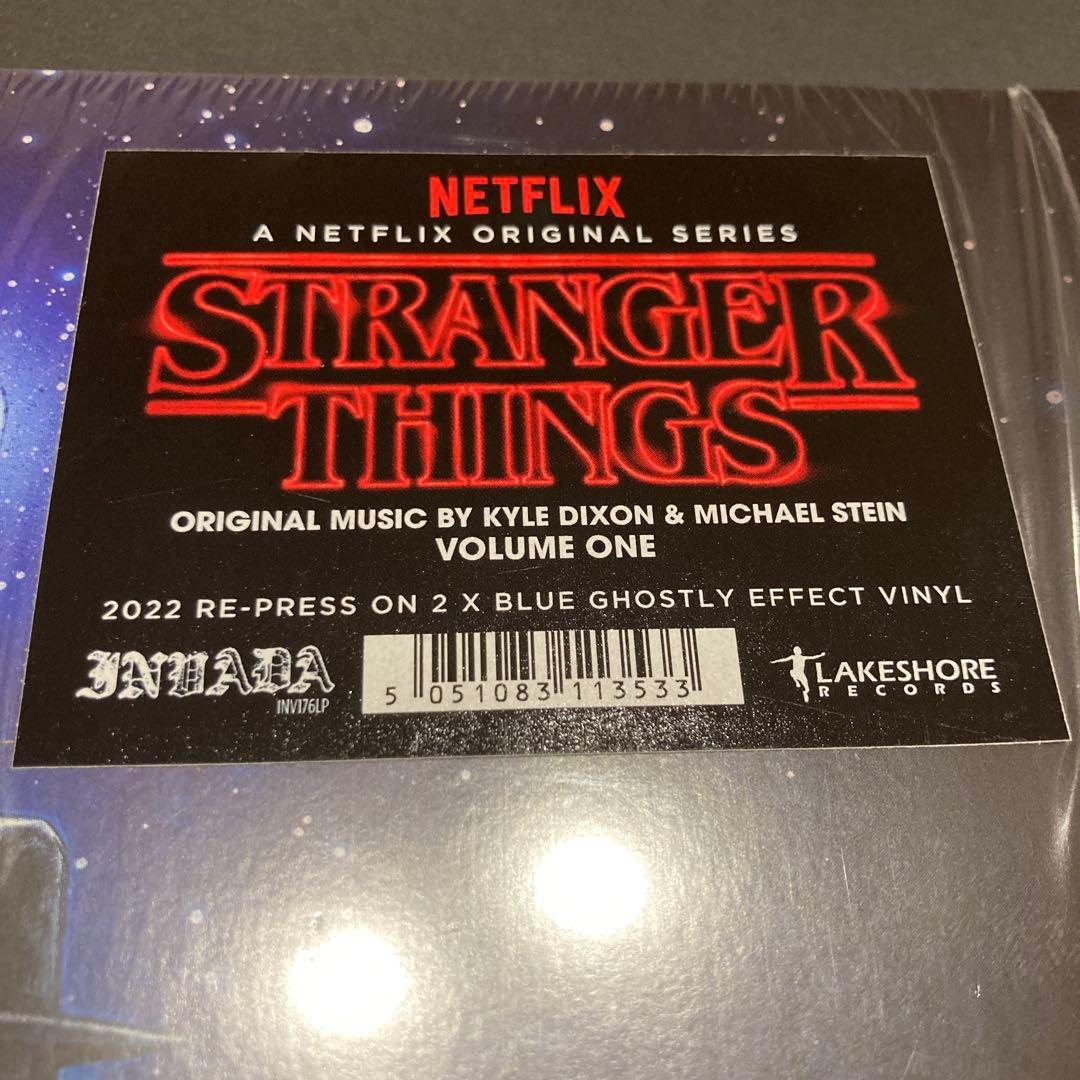 NETFLIX
A NETFLIX ORIGINAL SERIES
STRANGER
THINGS
ORIGINAL MUSIC BY KYLE DIXON & MICHAEL STEIN
VOLUME ONE
2022 RE-PRESS ON 2 X BLUE GHOSTLY EFFECT VINYL
INVADA
INV176LP
5 051083 113533
LAKESHORE
RECORDS